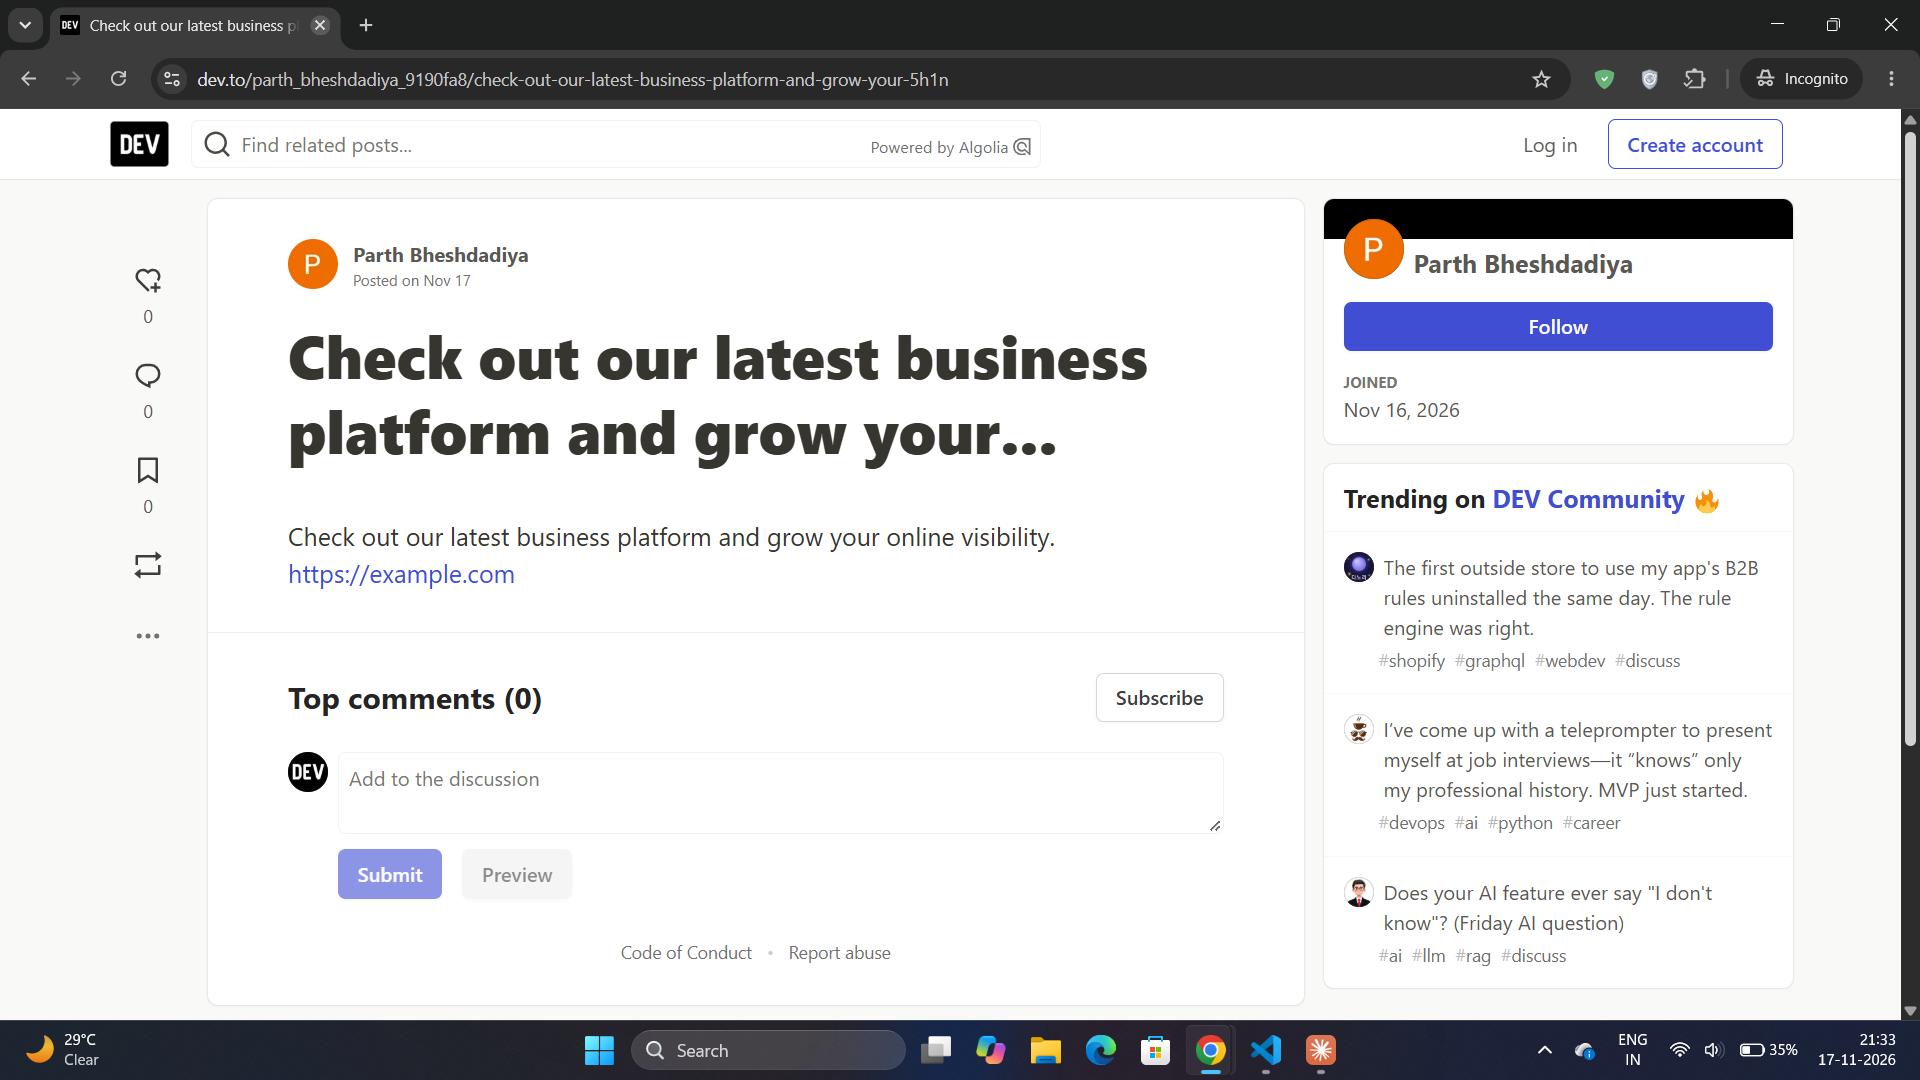 DEV
Check out our latest business p
dev.to/parth_bheshdadiya_9190fa8/check-out-our-latest-business-platform-and-grow-your-5h1n
Incognito
DEV
Find related posts...
Powered by Algolia
Log in
Create account
P
Parth Bheshdadiya
Posted on Nov 17
Check out our latest business
platform and grow your...
Check out our latest business platform and grow your online visibility.
https://example.com
0
0
0
Top comments (0)
Subscribe
DEV
Add to the discussion
Submit
Preview
Code of Conduct • Report abuse
P
Parth Bheshdadiya
Follow
JOINED
Nov 16, 2026
Trending on DEV Community 🔥
The first outside store to use my app's B2B
rules uninstalled the same day. The rule
engine was right.
#shopify #graphql #webdev #discuss
I’ve come up with a teleprompter to present
myself at job interviews—it “knows” only
my professional history. MVP just started.
#devops #ai #python #career
Does your AI feature ever say "I don't
know"? (Friday AI question)
#ai #llm #rag #discuss
29°C
Clear
Search
ENG
IN
35%
21:33
17-11-2026